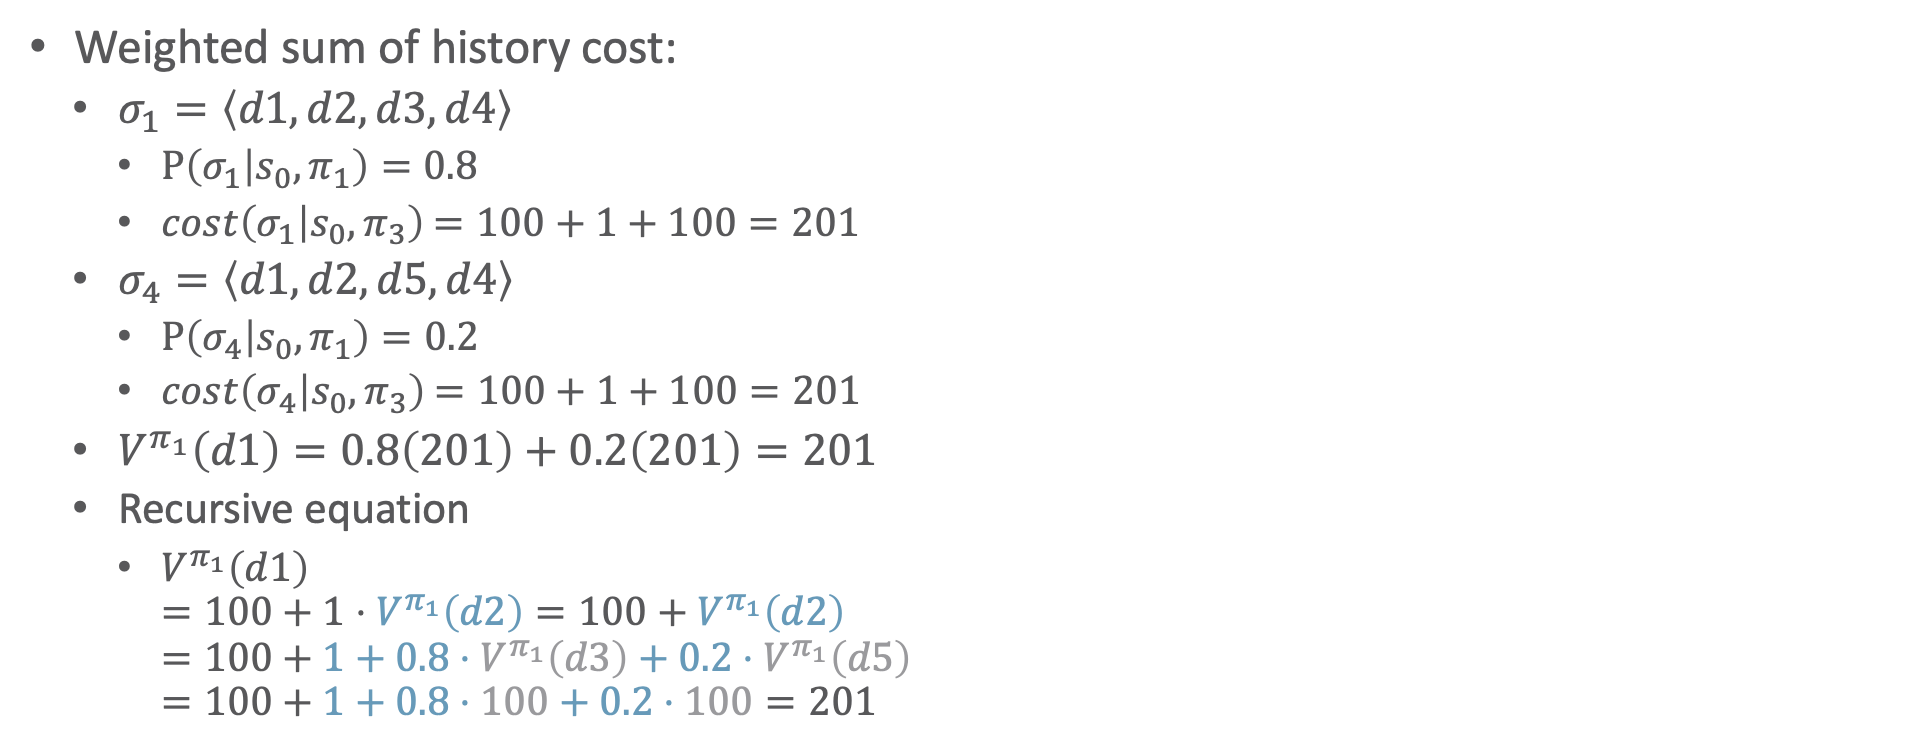 • Weighted sum of history cost:
• σ₁ = ⟨d1, d2, d3, d4⟩
• P(σ₁|s₀, π₁) = 0.8
• cost(σ₁|s₀, π₃) = 100 + 1 + 100 = 201
• σ₄ = ⟨d1, d2, d5, d4⟩
• P(σ₄|s₀, π₁) = 0.2
• cost(σ₄|s₀, π₃) = 100 + 1 + 100 = 201
• V^π₁(d1) = 0.8(201) + 0.2(201) = 201
• Recursive equation
• V^π₁(d1)
= 100 + 1 · V^π₁(d2) = 100 + V^π₁(d2)
= 100 + 1 + 0.8 · V^π₁(d3) + 0.2 · V^π₁(d5)
= 100 + 1 + 0.8 · 100 + 0.2 · 100 = 201